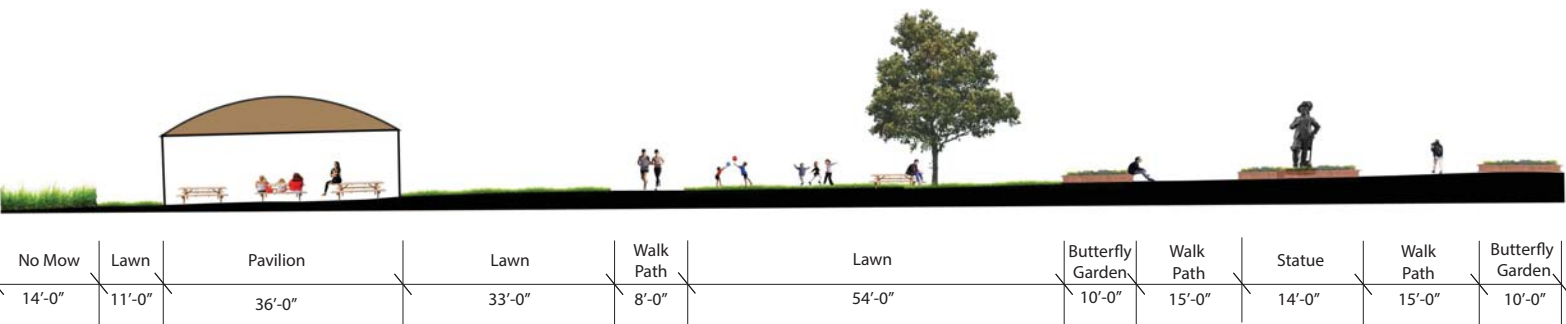 No Mow
Lawn
Pavilion
Lawn
Walk
Path
Lawn
Butterfly
Garden
Walk
Path
Statue
Walk
Path
Butterfly
Garden
14’-0”
11’-0”
36’-0”
33’-0”
8’-0”
54’-0”
10’-0”
15’-0”
14’-0”
15’-0”
10’-0”